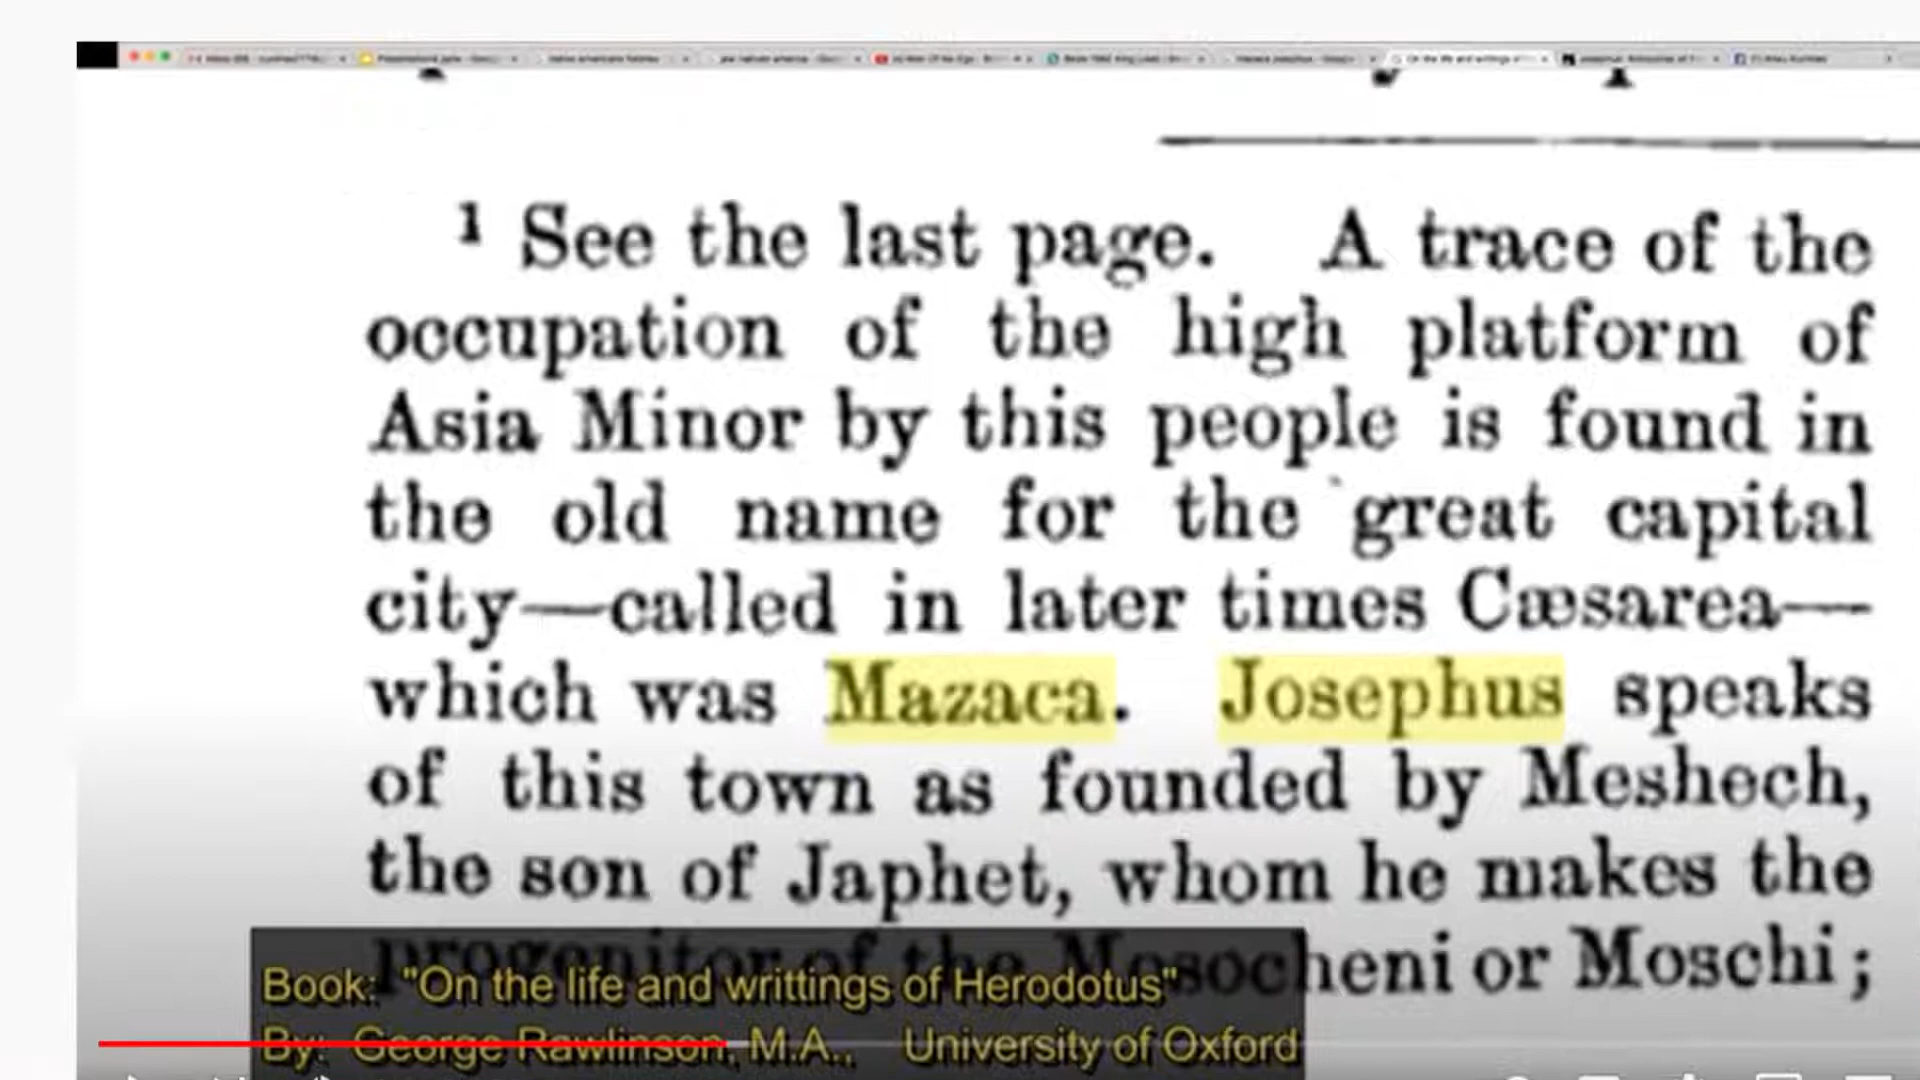 ¹ See the last page. A trace of the
occupation of the high platform of
Asia Minor by this people is found in
the old name for the great capital
city—called in later times Cæsarea—
which was Mazaca. Josephus speaks
of this town as founded by Meshech,
the son of Japhet, whom he makes the
progenitor of the Mosocheni or Moschi;
Book: "On the life and writtings of Herodotus"
By: George Rawlinson, M.A., University of Oxford